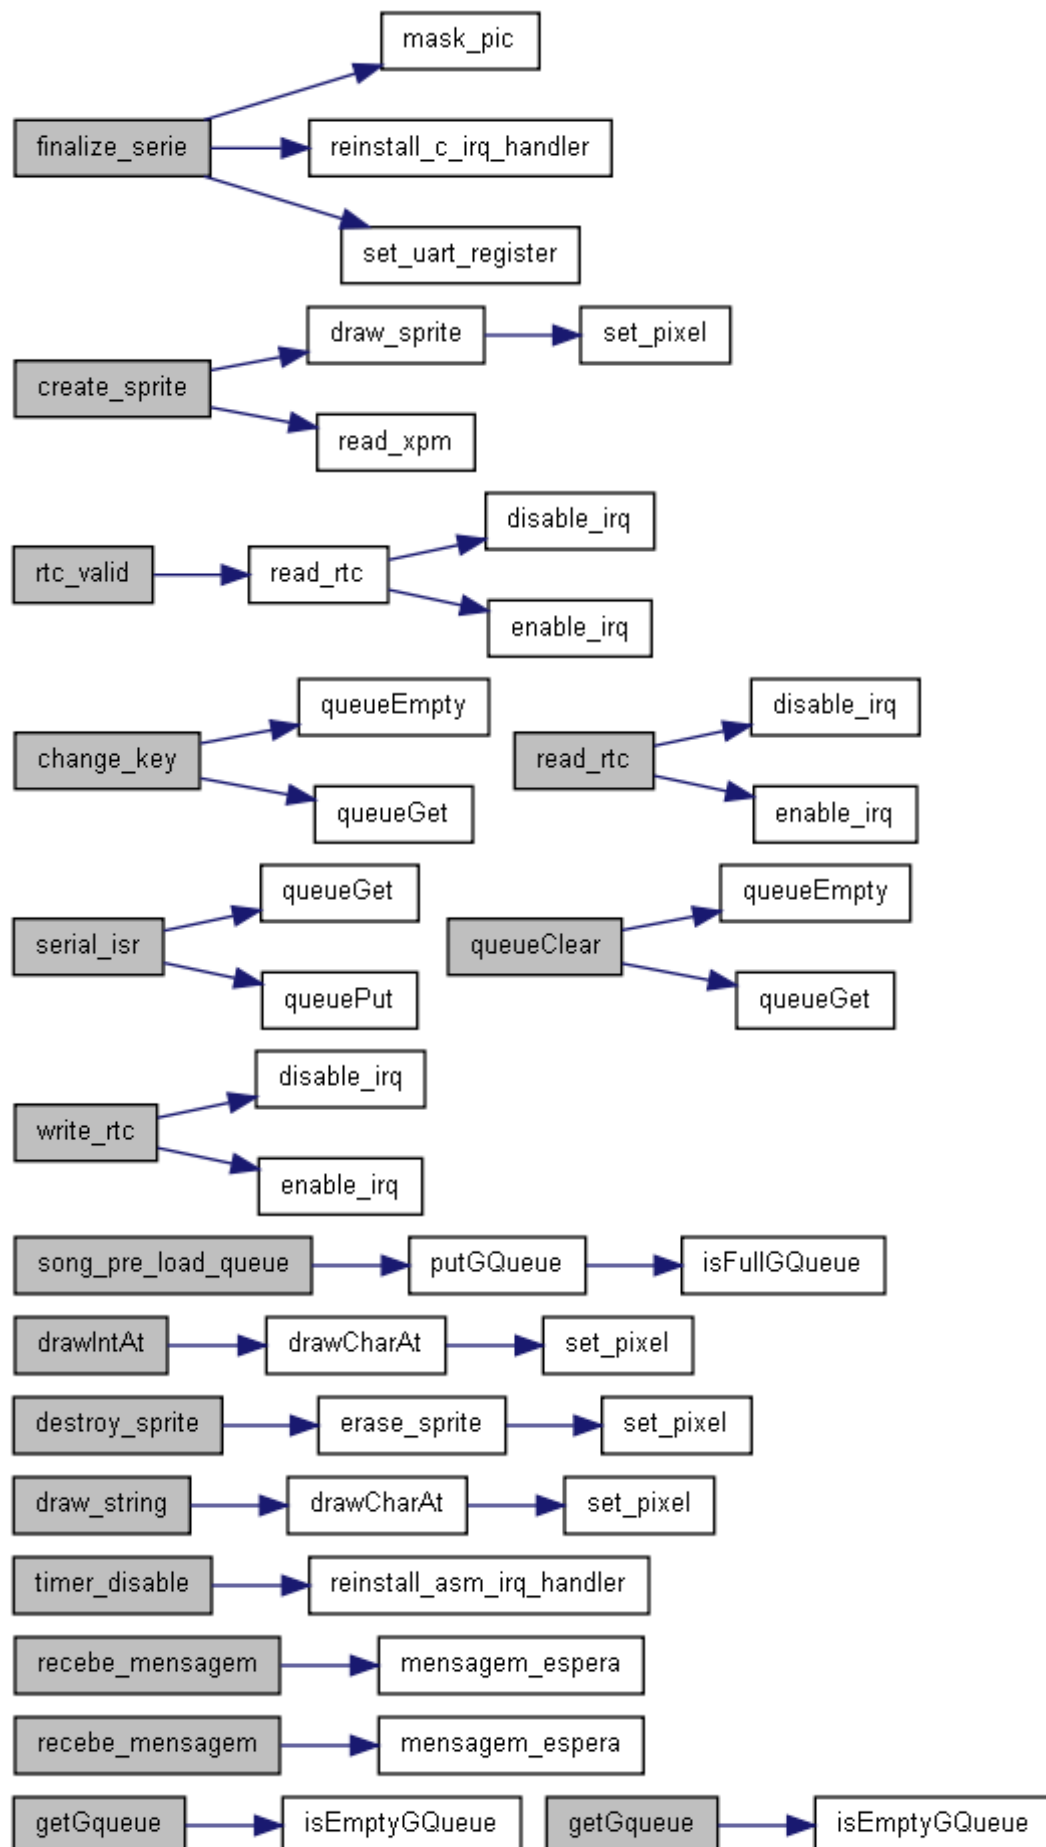 mask_pic
finalize_serie
reinstall_c_irq_handler
set_uart_register
draw_sprite
set_pixel
create_sprite
read_xpm
disable_irq
rtc_valid
read_rtc
enable_irq
queueEmpty
disable_irq
change_key
read_rtc
queueGet
enable_irq
queueGet
queueEmpty
serial_isr
queueClear
queuePut
queueGet
disable_irq
write_rtc
enable_irq
song_pre_load_queue
putGQueue
isFullGQueue
drawIntAt
drawCharAt
set_pixel
destroy_sprite
erase_sprite
set_pixel
draw_string
drawCharAt
set_pixel
timer_disable
reinstall_asm_irq_handler
recebe_mensagem
mensagem_espera
recebe_mensagem
mensagem_espera
getGqueue
isEmptyGQueue
getGqueue
isEmptyGQueue